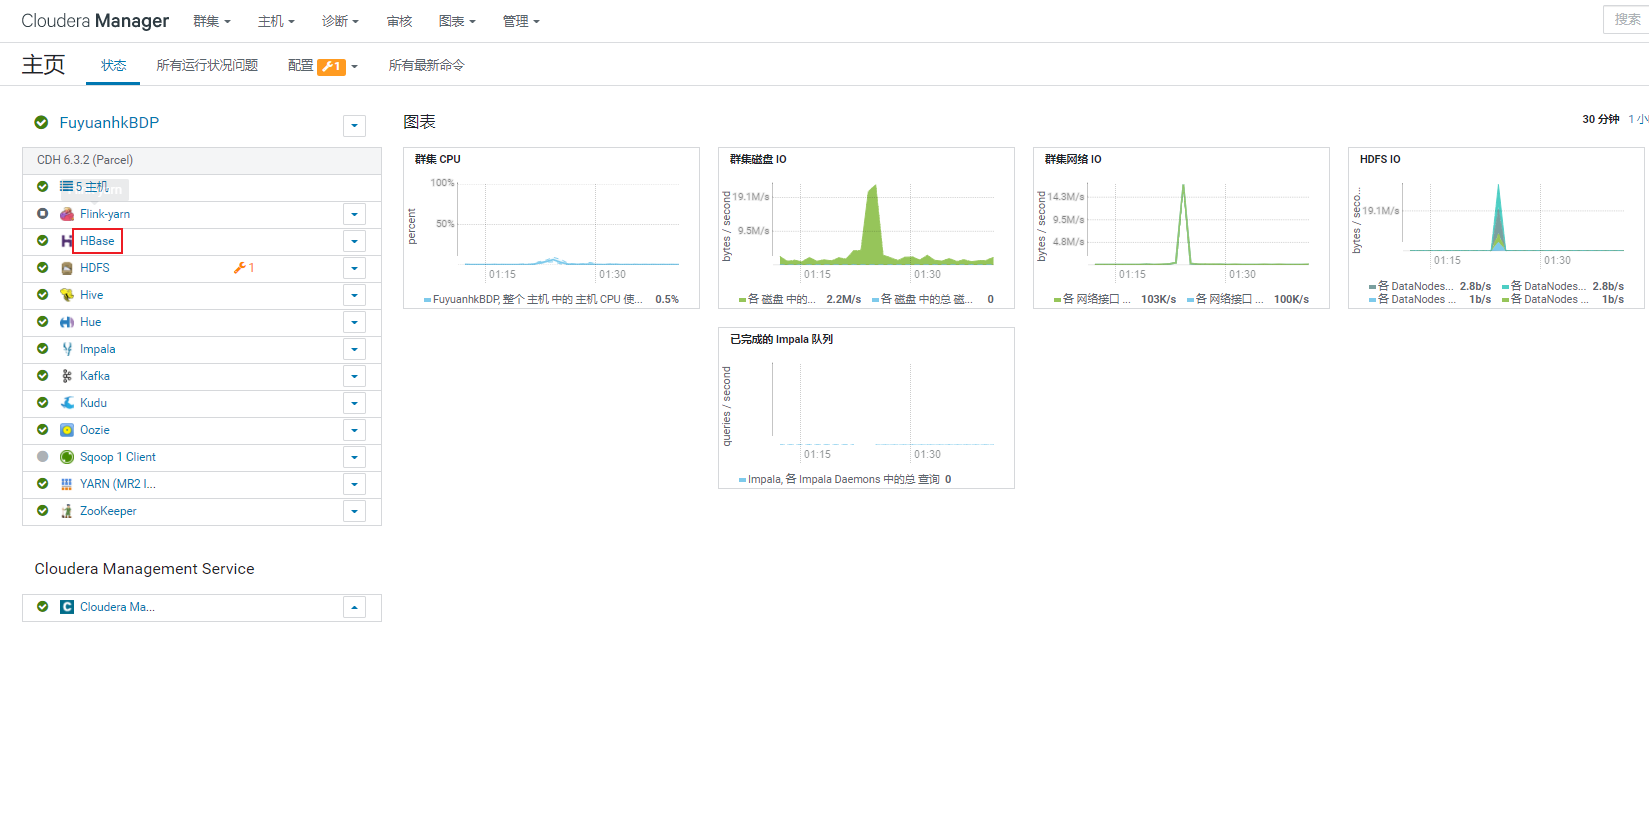 Cloudera Manager 群集 主机 诊断 审核 图表 管理 搜索
主页 状态 所有运行状况问题 配置 1 所有最新命令
FuyuanhkBDP
CDH 6.3.2 (Parcel)
5 主机
Flink-yarn
HBase
HDFS 1
Hive
Hue
Impala
Kafka
Kudu
Oozie
Sqoop 1 Client
YARN (MR2 I...
ZooKeeper
Cloudera Management Service
C Cloudera Ma...
图表 30 分钟 1 小
群集 CPU
percent
100%
50%
01:15 01:30
FuyuanhkBDP, 整个 主机 中的 主机 CPU 使... 0.5%
群集磁盘 IO
bytes / second
19.1M/s
9.5M/s
01:15 01:30
各 磁盘 中的... 2.2M/s 各 磁盘 中的总 磁... 0
群集网络 IO
bytes / second
14.3M/s
9.5M/s
4.8M/s
01:15 01:30
各 网络接口 ... 103K/s 各 网络接口 ... 100K/s
HDFS IO
bytes / seco...
19.1M/s
01:15 01:30
各 DataNodes... 2.8b/s 各 DataNodes... 2.8b/s
各 DataNodes ... 1b/s 各 DataNodes ... 1b/s
已完成的 Impala 队列
queries / second
01:15 01:30
Impala, 各 Impala Daemons 中的总 查询 0